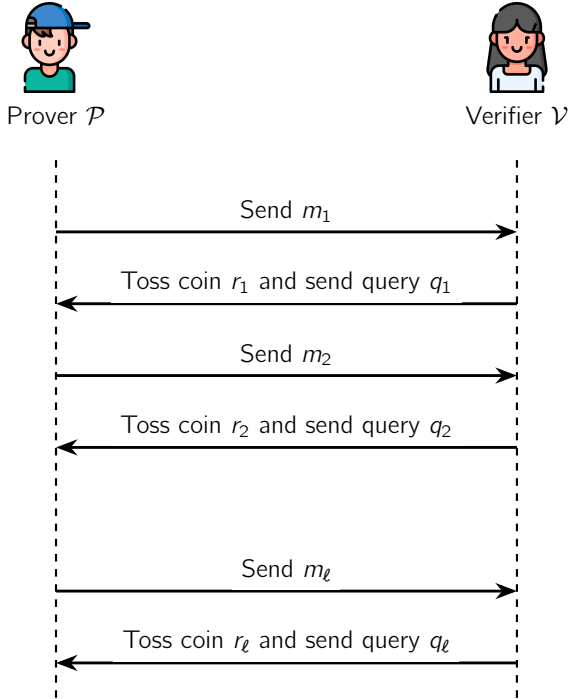 Prover 𝒫
Verifier 𝒱
Send m₁
Toss coin r₁ and send query q₁
Send m₂
Toss coin r₂ and send query q₂
Send m_ℓ
Toss coin r_ℓ and send query q_ℓ